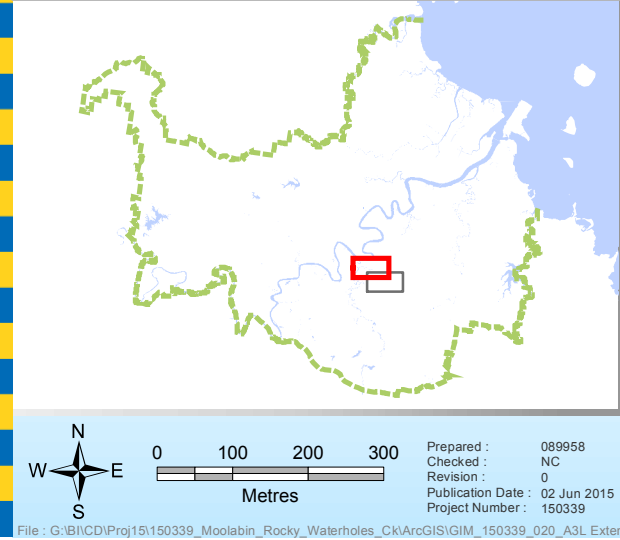 N
W E
S
0 100 200 300
Metres
Prepared : 089958
Checked : NC
Revision : 0
Publication Date : 02 Jun 2015
Project Number : 150339
File : G:\BI\CD\Proj15\150339_Moolabin_Rocky_Waterholes_Ck\ArcGIS\GIM_150339_020_A3L Exter